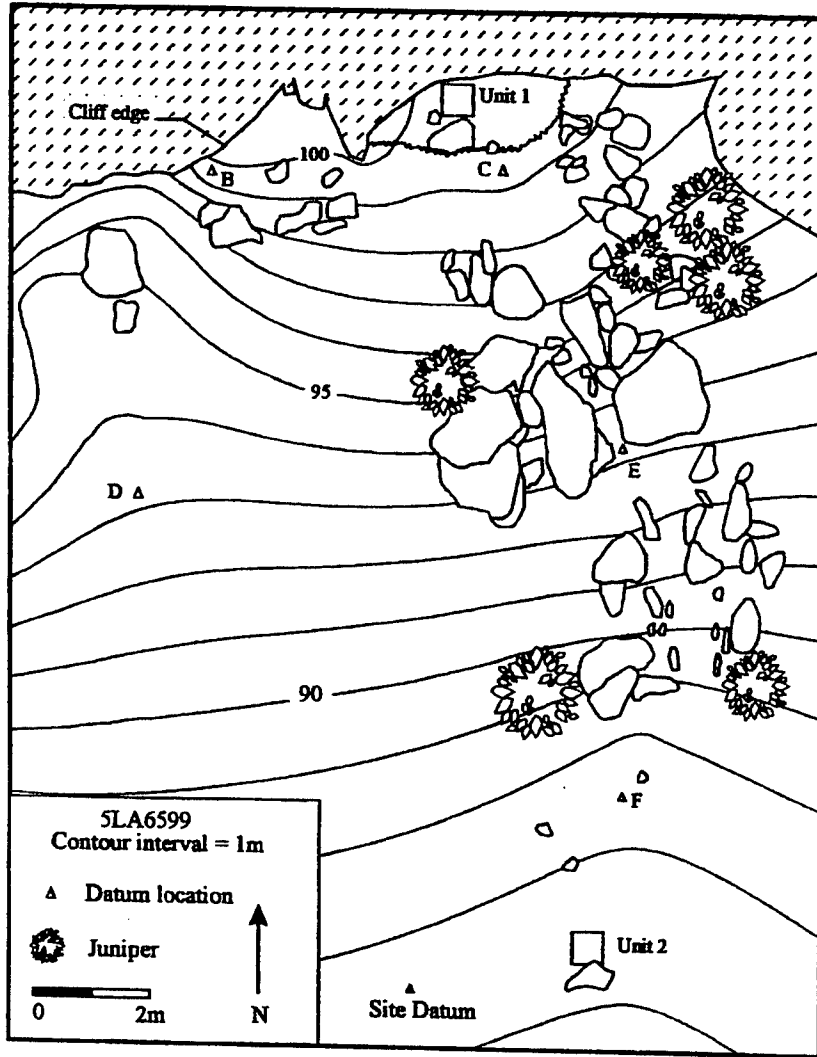 Unit 1
Cliff edge
100
B
C
95
D
E
90
F
5LA6599
Contour interval = 1m
Datum location
Juniper
0 2m
N
Unit 2
Site Datum